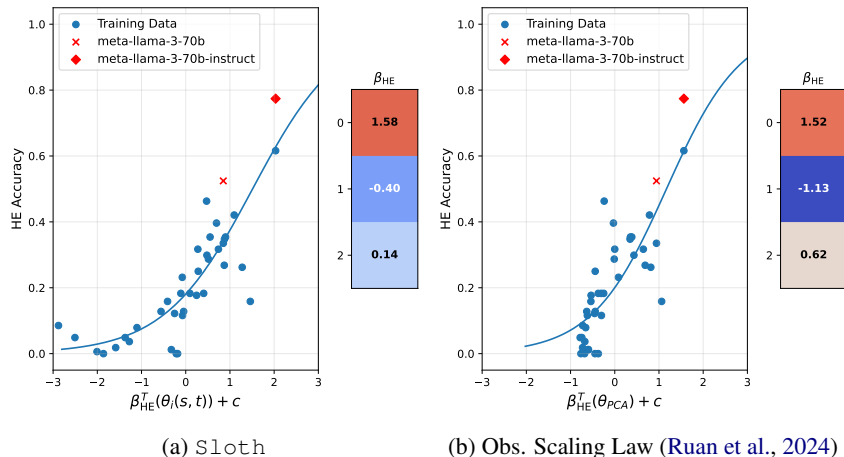 Training Data
meta-llama-3-70b
meta-llama-3-70b-instruct
HE Accuracy
1.0
0.8
0.6
0.4
0.2
0.0
−3 −2 −1 0 1 2 3
β^T_HE(θ_i(s, t)) + c
β_HE
0 1.58
1 -0.40
2 0.14
(a) Sloth
Training Data
meta-llama-3-70b
meta-llama-3-70b-instruct
HE Accuracy
1.0
0.8
0.6
0.4
0.2
0.0
−3 −2 −1 0 1 2 3
β^T_HE(θ_PCA) + c
β_HE
0 1.52
1 -1.13
2 0.62
(b) Obs. Scaling Law (Ruan et al., 2024)